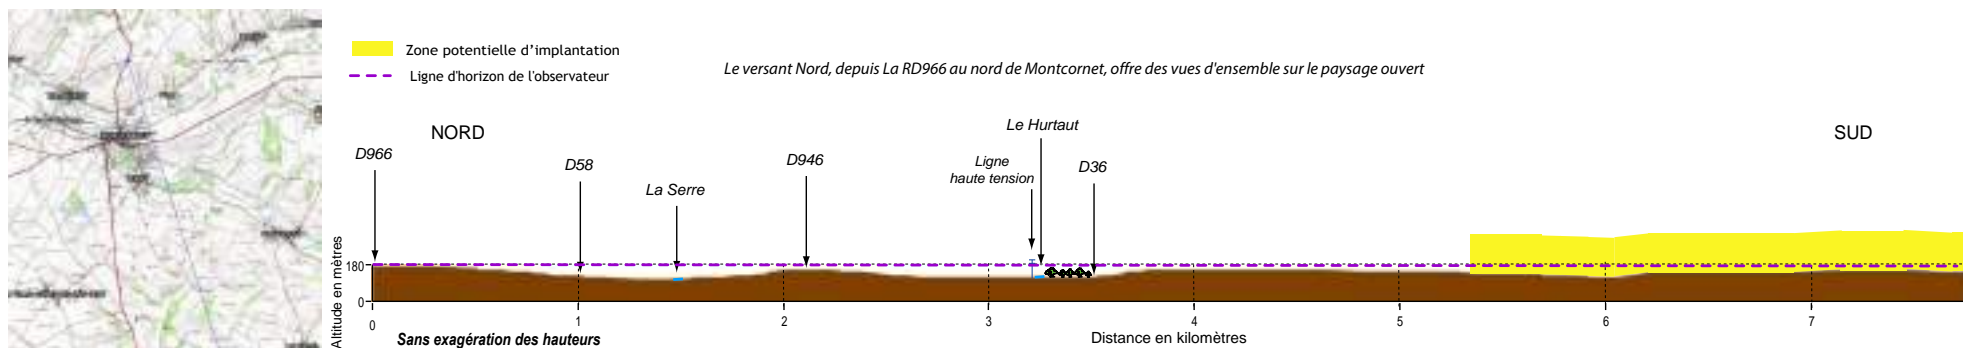 Zone potentielle d'implantation
Ligne d'horizon de l'observateur
Le versant Nord, depuis La RD966 au nord de Montcornet, offre des vues d'ensemble sur le paysage ouvert
NORD
SUD
D966
D58
La Serre
D946
Le Hurtaut
Ligne
haute tension
D36
Altitude en mètres
180
0
0
1
2
3
4
5
6
7
Sans exagération des hauteurs
Distance en kilomètres